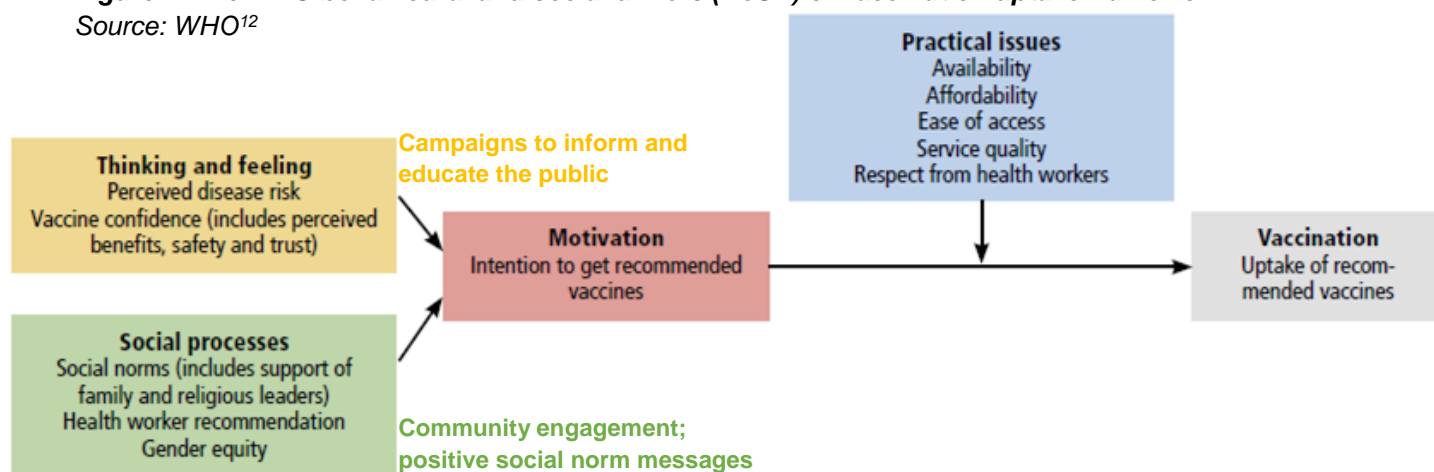 Source: WHO12
Practical issues
Availability
Affordability
Ease of access
Service quality
Respect from health workers
Thinking and feeling
Perceived disease risk
Vaccine confidence (includes perceived
benefits, safety and trust)
Campaigns to inform and
educate the public
Motivation
Intention to get recommended
vaccines
Vaccination
Uptake of recom-
mended vaccines
Social processes
Social norms (includes support of
family and religious leaders)
Health worker recommendation
Gender equity
Community engagement;
positive social norm messages